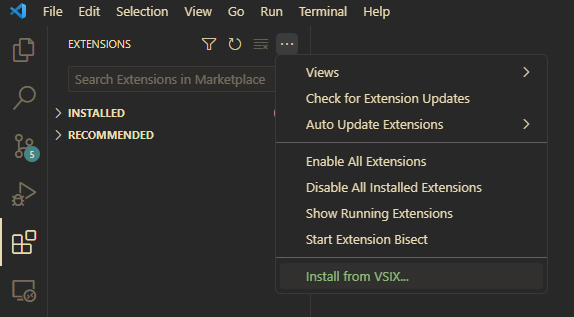 File Edit Selection View Go Run Terminal Help
EXTENSIONS
Search Extensions in Marketplace
INSTALLED
RECOMMENDED
5
Views
Check for Extension Updates
Auto Update Extensions
Enable All Extensions
Disable All Installed Extensions
Show Running Extensions
Start Extension Bisect
Install from VSIX...